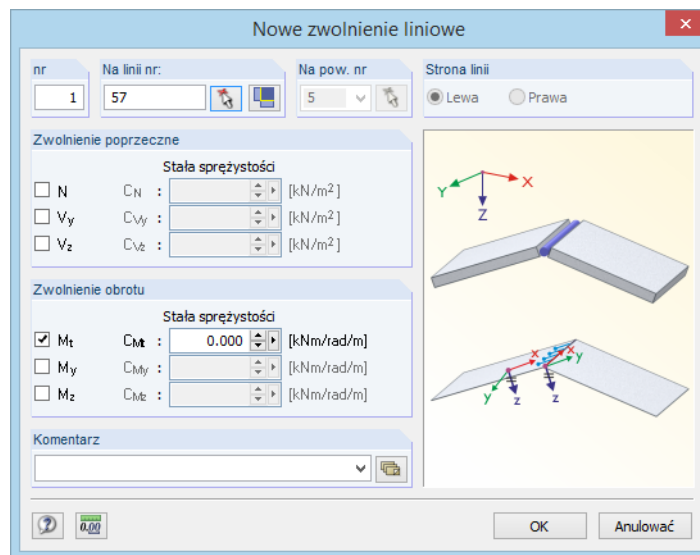 Nowe zwolnienie liniowe
nr
Na linii nr:
Na pow. nr
Strona linii
1
57
5
Lewa
Prawa
Zwolnienie poprzeczne
Stała sprężystości
N CN : [kN/m²]
Vy CVy : [kN/m²]
Vz CVz : [kN/m²]
Zwolnienie obrotu
Stała sprężystości
Mt CMt : 0.000 [kNm/rad/m]
My CMy : [kNm/rad/m]
Mz CMz : [kNm/rad/m]
Komentarz
Y X
Z
x x
y y
z z
0.00
OK
Anulować